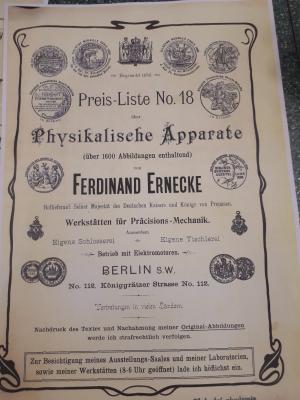 Gegründet 1859.
Preis-Liste No. 18
über
Physikalische Apparate
(über 1600 Abbildungen enthaltend)
von
FERDINAND ERNECKE
Hoflieferant Seiner Majestät des Deutschen Kaisers und Königs von Preussen.
Werkstätten für Präcisions-Mechanik.
Ausserdem
Eigene Schlosserei
Eigene Tischlerei
Betrieb mit Elektromotoren.
BERLIN S.W.
No. 112. Königgrätzer Strasse No. 112.
Vertretungen in vielen Ländern.
Nachdruck des Textes und Nachahmung meiner Original-Abbildungen
werde ich strafrechtlich verfolgen.
Zur Besichtigung meines Ausstellungs-Saales und meiner Laboratorien,
sowie meiner Werkstätten (8-6 Uhr geöffnet) lade ich höflichst ein.